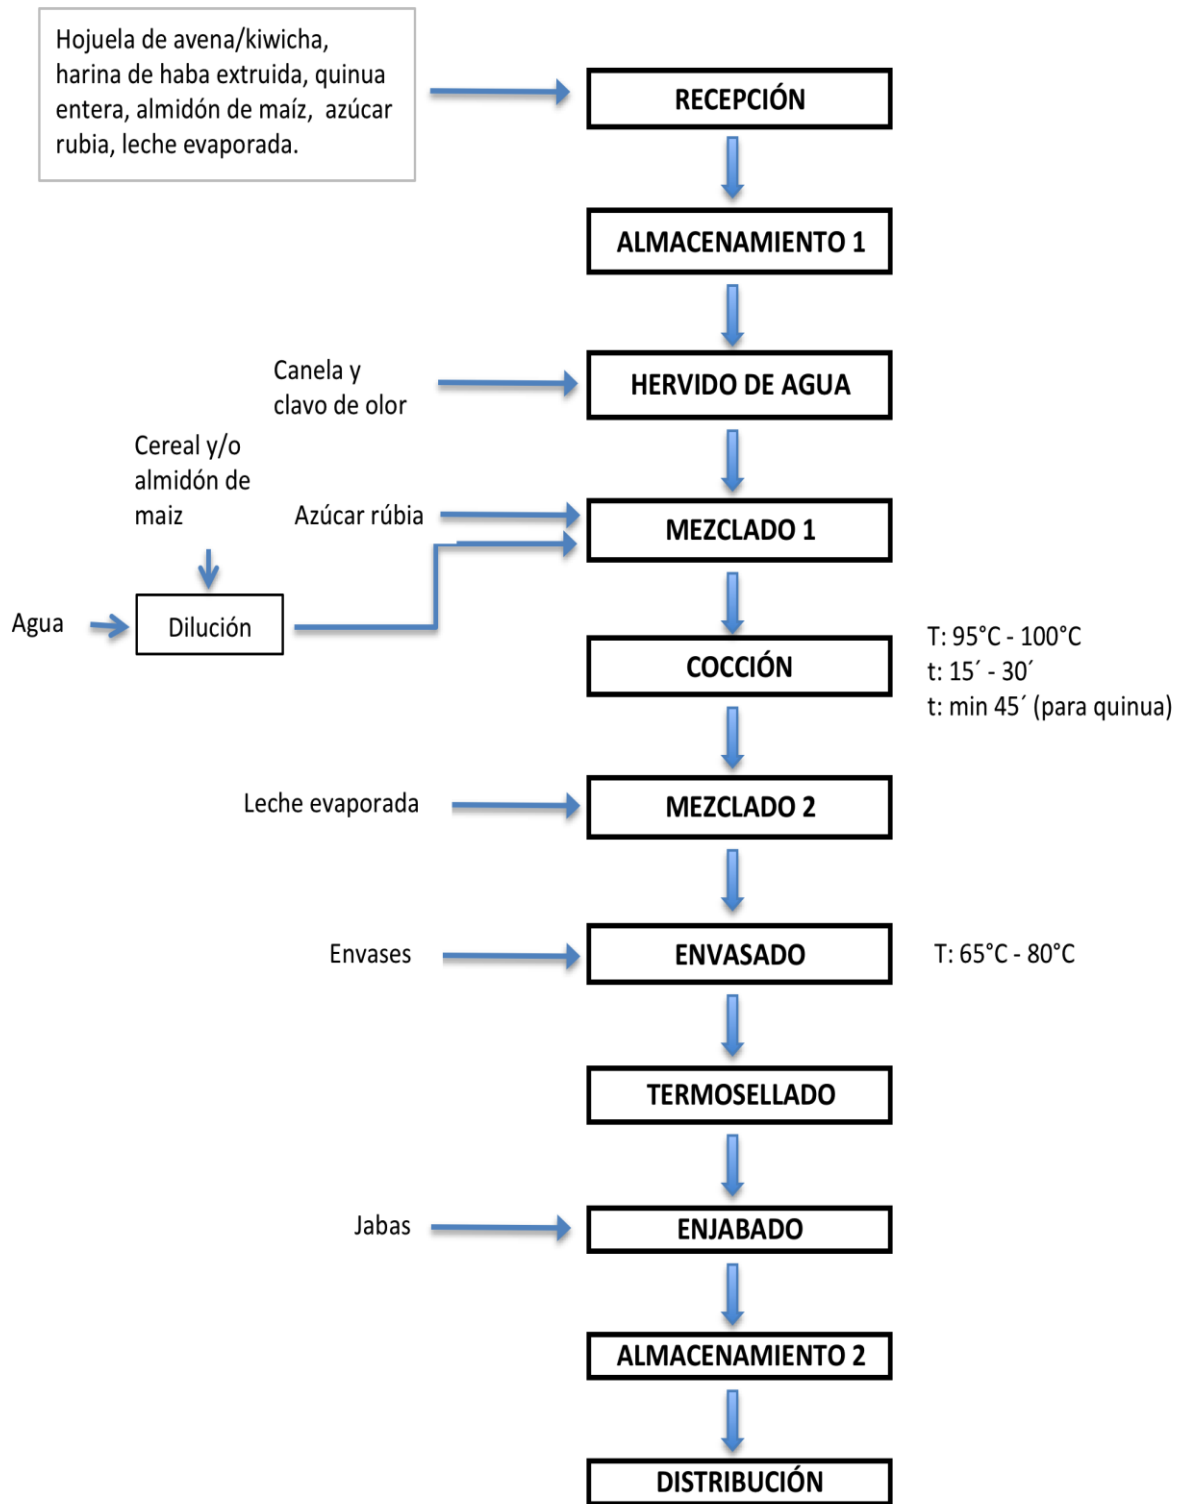 Hojuela de avena/kiwicha,
harina de haba extruida, quinua
entera, almidón de maíz, azúcar
rubia, leche evaporada.
RECEPCIÓN
ALMACENAMIENTO 1
Canela y
clavo de olor
HERVIDO DE AGUA
Cereal y/o
almidón de
maiz
Azúcar rúbia
MEZCLADO 1
Agua
Dilución
COCCIÓN
T: 95°C - 100°C
t: 15´ - 30´
t: min 45´ (para quinua)
Leche evaporada
MEZCLADO 2
Envases
ENVASADO
T: 65°C - 80°C
TERMOSELLADO
Jabas
ENJABADO
ALMACENAMIENTO 2
DISTRIBUCIÓN